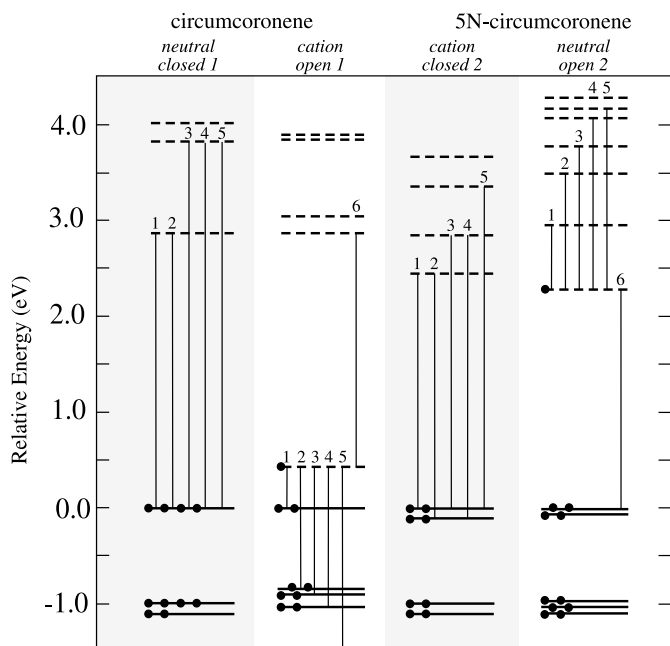 circumcoronene 5N-circumcoronene
neutral cation cation neutral
closed 1 open 1 closed 2 open 2
4 5
4.0
3 4 5 3
5 2
3.0 6
1 2 3 4 1
1 2 6
2.0
Relative Energy (eV)
1.0
1 2 3 4 5
0.0
-1.0